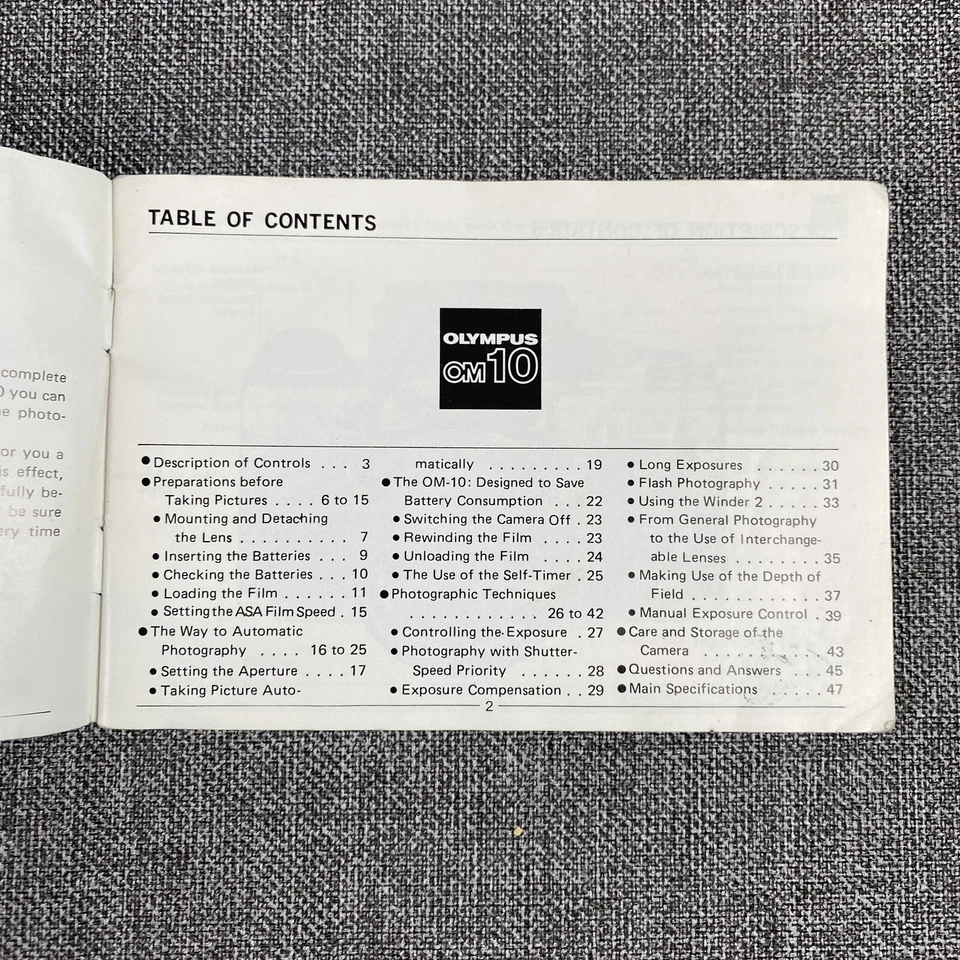 complete
0 you can
e photo-
or you a
is effect,
fully be-
be sure
ery time
TABLE OF CONTENTS
OLYMPUS
OM10
● Description of Controls . . . 3
● Preparations before
Taking Pictures . . . . 6 to 15
● Mounting and Detaching
the Lens . . . . . . . . . . 7
● Inserting the Batteries . . . 9
● Checking the Batteries . . . 10
● Loading the Film . . . . . . 11
● Setting the ASA Film Speed . 15
● The Way to Automatic
Photography . . . . 16 to 25
● Setting the Aperture . . . . 17
● Taking Picture Auto-
matically . . . . . . . . . 19
● The OM-10: Designed to Save
Battery Consumption . . . 22
● Switching the Camera Off . 23
● Rewinding the Film . . . . 23
● Unloading the Film . . . . 24
● The Use of the Self-Timer . 25
● Photographic Techniques
. . . . . . . . . . . . 26 to 42
● Controlling the Exposure . 27
● Photography with Shutter-
Speed Priority . . . . . . 28
● Exposure Compensation . . 29
● Long Exposures . . . . . . 30
● Flash Photography . . . . . 31
● Using the Winder 2 . . . . . 33
● From General Photography
to the Use of Interchange-
able Lenses . . . . . . . . 35
● Making Use of the Depth of
Field . . . . . . . . . . . . 37
● Manual Exposure Control . 39
● Care and Storage of the
Camera . . . . . . . . . . . 43
● Questions and Answers . . . 45
● Main Specifications . . . . . 47
2